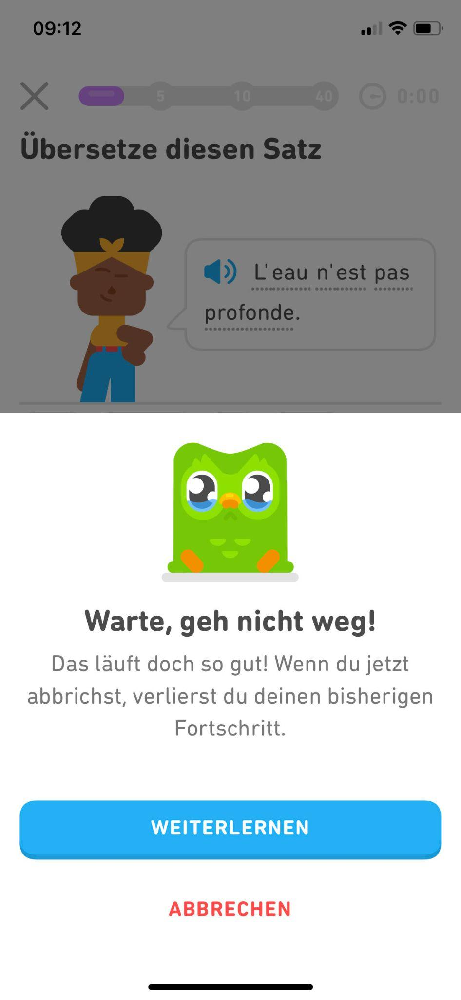 09:12
5 10 40 0:00
Übersetze diesen Satz
L'eau n'est pas
profonde.
Warte, geh nicht weg!
Das läuft doch so gut! Wenn du jetzt
abbrichst, verlierst du deinen bisherigen
Fortschritt.
WEITERLERNEN
ABBRECHEN